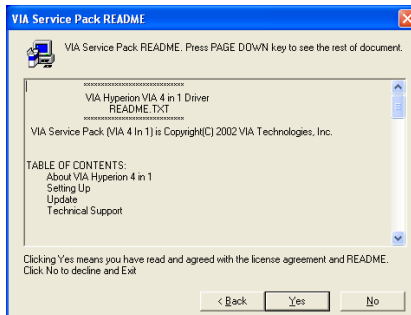 VIA Service Pack README
VIA Service Pack README. Press PAGE DOWN key to see the rest of document.
****************************
VIA Hyperion VIA 4 in 1 Driver
README.TXT
****************************
VIA Service Pack (VIA 4 In 1) is Copyright(C) 2002 VIA Technologies, Inc.
TABLE OF CONTENTS:
About VIA Hyperion 4 in 1
Setting Up
Update
Technical Support
Clicking Yes means you have read and agreed with the license agreement and README.
Click No to decline and Exit
< Back Yes No